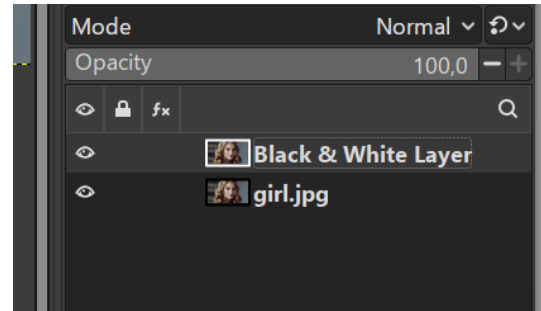 Mode Normal
Opacity 100,0
fx
Black & White Layer
girl.jpg